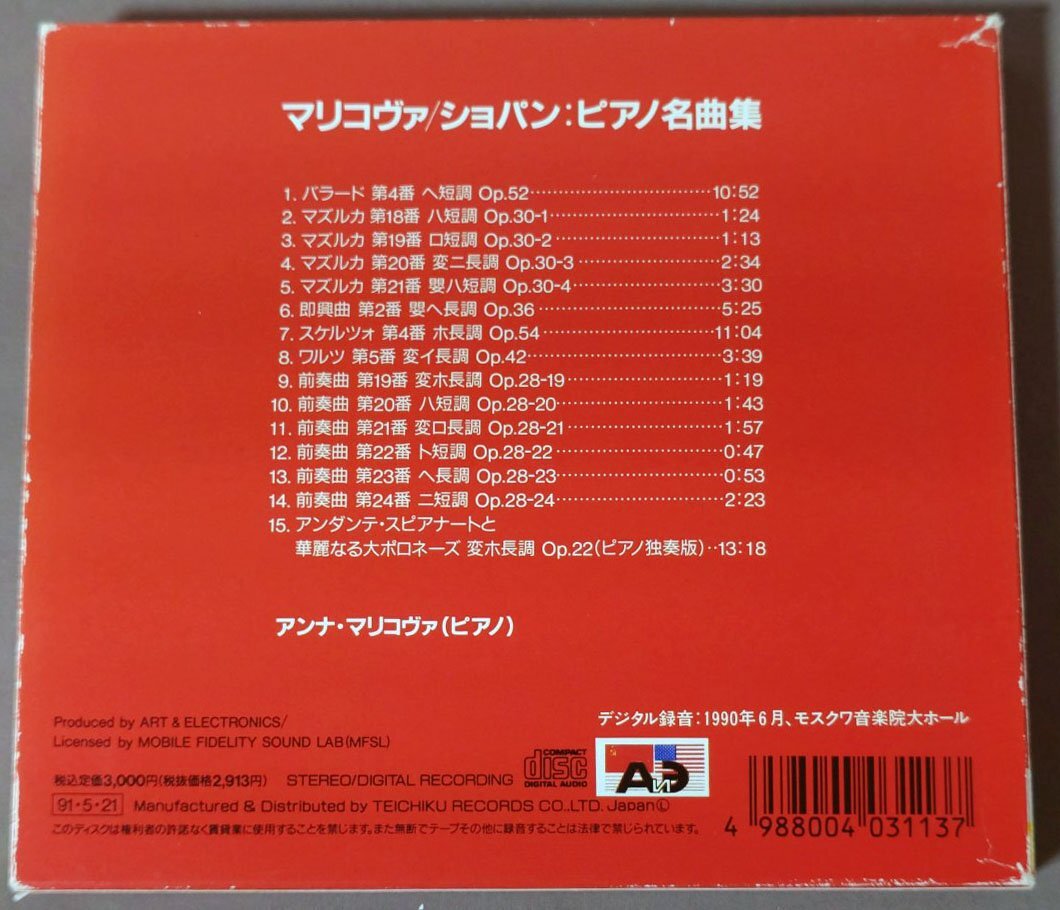 マリコヴァ/ショパン:ピアノ名曲集
1. バラード 第4番 ヘ短調 Op.52……………………………10:52
2. マズルカ 第18番 ハ短調 Op.30-1……………………………1:24
3. マズルカ 第19番 ロ短調 Op.30-2……………………………1:13
4. マズルカ 第20番 変ニ長調 Op.30-3……………………………2:34
5. マズルカ 第21番 嬰ハ短調 Op.30-4……………………………3:30
6. 即興曲 第2番 嬰ヘ長調 Op.36……………………………5:25
7. スケルツォ 第4番 ホ長調 Op.54……………………………11:04
8. ワルツ 第5番 変イ長調 Op.42……………………………3:39
9. 前奏曲 第19番 変ホ長調 Op.28-19……………………………1:19
10. 前奏曲 第20番 ハ短調 Op.28-20……………………………1:43
11. 前奏曲 第21番 変ロ長調 Op.28-21……………………………1:57
12. 前奏曲 第22番 ト短調 Op.28-22……………………………0:47
13. 前奏曲 第23番 ヘ長調 Op.28-23……………………………0:53
14. 前奏曲 第24番 ニ短調 Op.28-24……………………………2:23
15. アンダンテ・スピアナートと
華麗なる大ポロネーズ 変ホ長調 Op.22(ピアノ独奏版)‥13:18
アンナ・マリコヴァ(ピアノ)
Produced by ART & ELECTRONICS/
Licensed by MOBILE FIDELITY SOUND LAB(MFSL)
デジタル録音:1990年6月、モスクワ音楽院大ホール
税込定価3,000円(税抜価格2,913円) STEREO/DIGITAL RECORDING
COMPACT
disc
DIGITAL AUDIO
AиЭ
91・5・21 Manufactured & Distributed by TEICHIKU RECORDS CO.,LTD. JapanⓁ
このディスクは権利者の許諾なく賃貸業に使用することを禁じます。また無断でテープその他に録音することは法律で禁じられています。
4 988004 031137